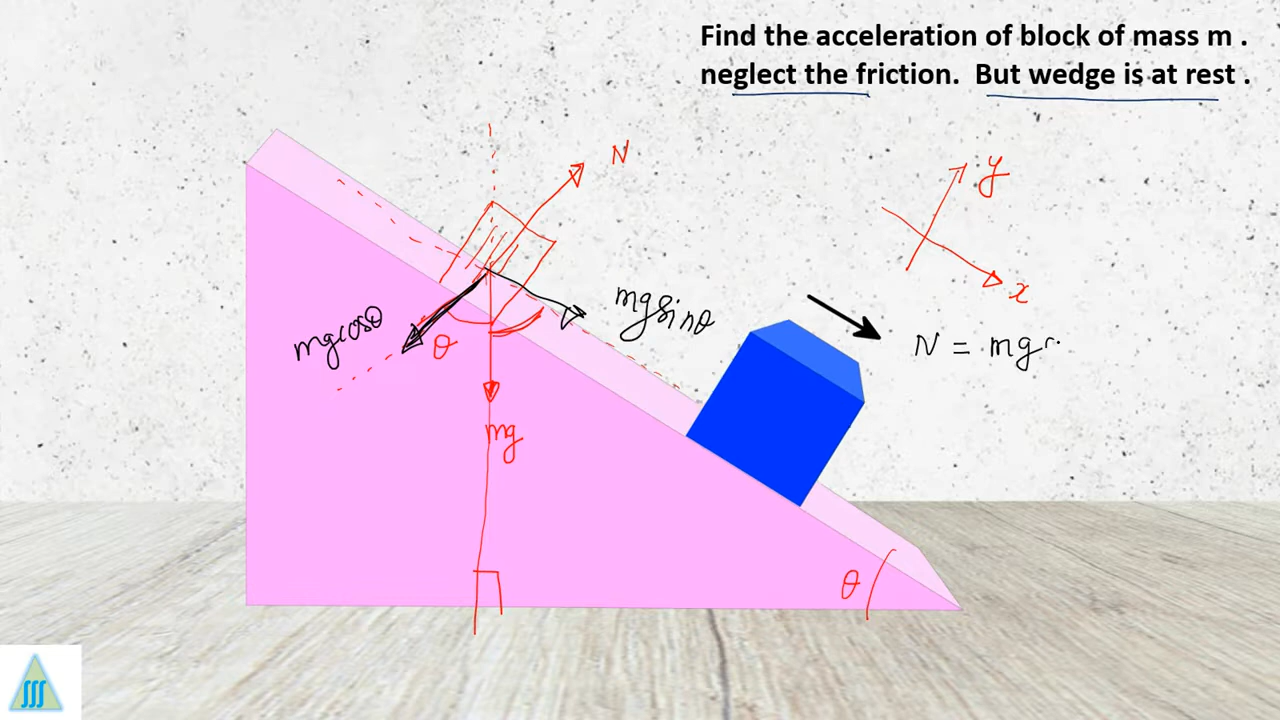 Find the acceleration of block of mass m .
neglect the friction. But wedge is at rest .
N
y
x
mg sinθ
mgcosθ
θ
N = mg
mg
θ
∫∫∫